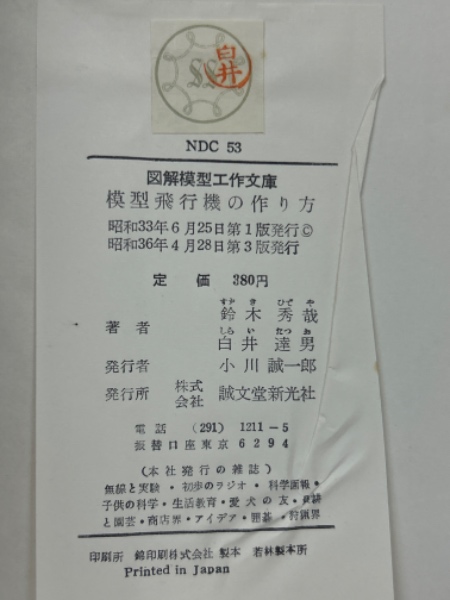 白井
NDC 53
図解模型工作文庫
模型飛行機の作り方
昭和33年6月25日第1版発行©
昭和36年4月28日第3版発行
定 価 380円
すず き ひで や
著 者 鈴木 秀哉
しら い たつ お
白井 達男
発行者 小川誠一郎
発行所 株式会社 誠文堂新光社
電話 (291) 1211-5
振替口座東京 6294
(本社発行の雑誌)
無線と実験・初歩のラジオ・科学画報・
子供の科学・生活教育・愛犬の友・農耕
と園芸・商店界・アイデア・囲碁・狩猟界
印刷所 錦印刷株式会社 製本 若林製本所
Printed in Japan